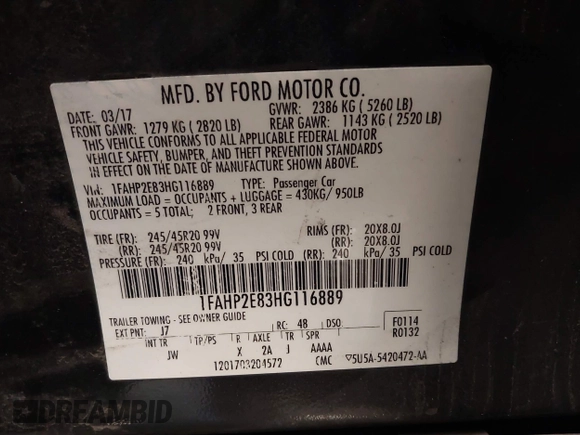 MFD. BY FORD MOTOR CO.
DATE: 03/17 GVWR: 2386 KG ( 5260 LB)
FRONT GAWR: 1279 KG ( 2820 LB) REAR GAWR: 1143 KG ( 2520 LB)
THIS VEHICLE CONFORMS TO ALL APPLICABLE FEDERAL MOTOR
VEHICLE SAFETY, BUMPER, AND THEFT PREVENTION STANDARDS
IN EFFECT ON THE DATE OF MANUFACTURE SHOWN ABOVE.
VIN: 1FAHP2E83HG116889 TYPE: Passenger Car
MAXIMUM LOAD = OCCUPANTS + LUGGAGE = 430KG/ 950LB
OCCUPANTS = 5 TOTAL; 2 FRONT, 3 REAR
TIRE (FR): 245/45R20 99V RIMS (FR): 20X8.0J
(RR): 245/45R20 99V (RR): 20X8.0J
PRESSURE (FR): 240 kPa/ 35 PSI COLD (RR): 240 kPa/ 35 PSI COLD
1FAHP2E83HG116889
TRAILER TOWING - SEE OWNER GUIDE
EXT PNT: J7 RC: 48 DSO: F0114
R0132
INT TR TP/PS R AXLE TR SPR
JW X 2A J AAAA
1201703204572 CMC ▽5U5A-5420472-AA
DREAMBID